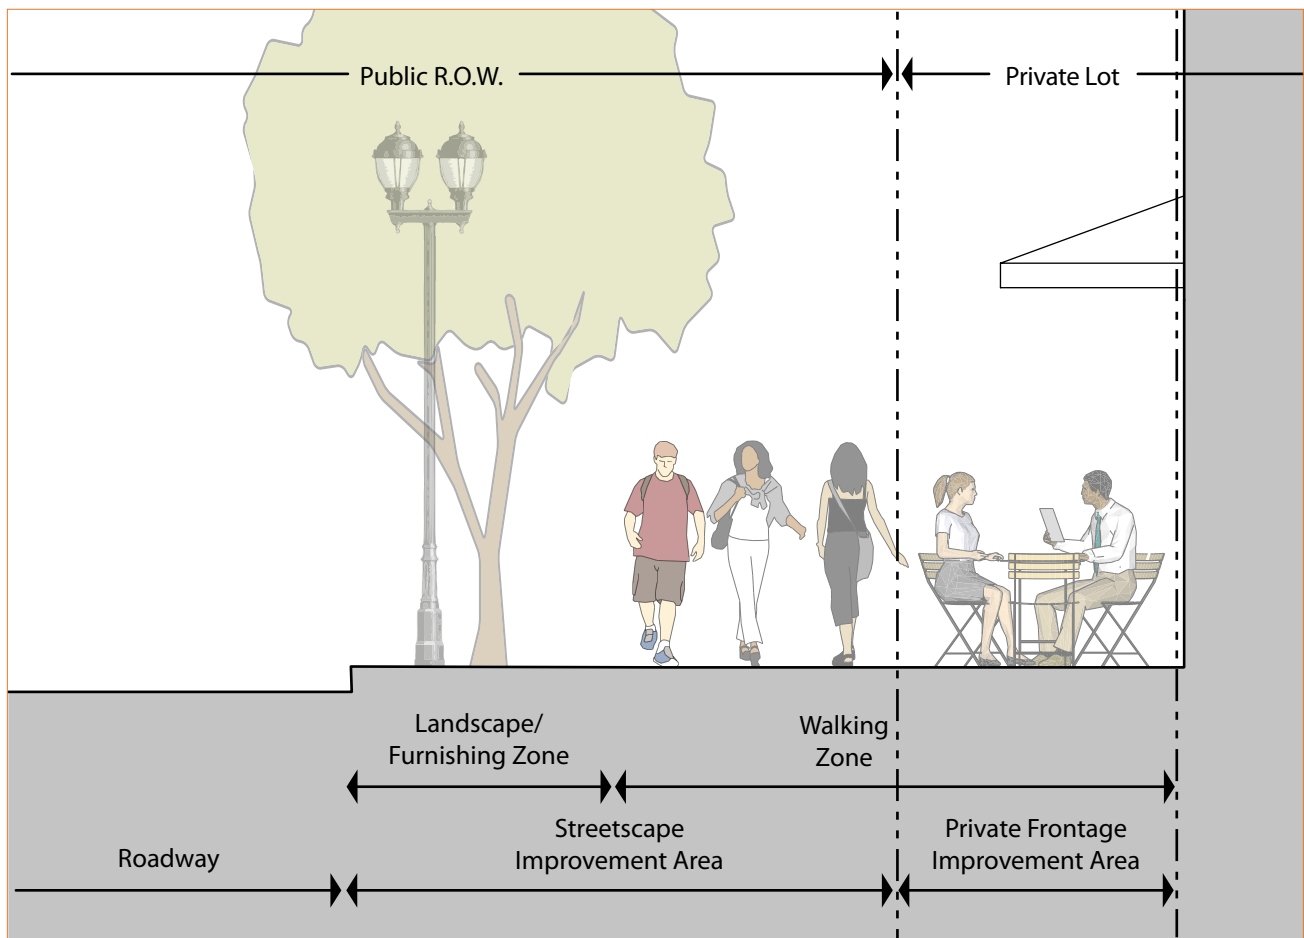 Public R.O.W.
Private Lot
Landscape/
Furnishing Zone
Walking
Zone
Streetscape
Improvement Area
Private Frontage
Improvement Area
Roadway